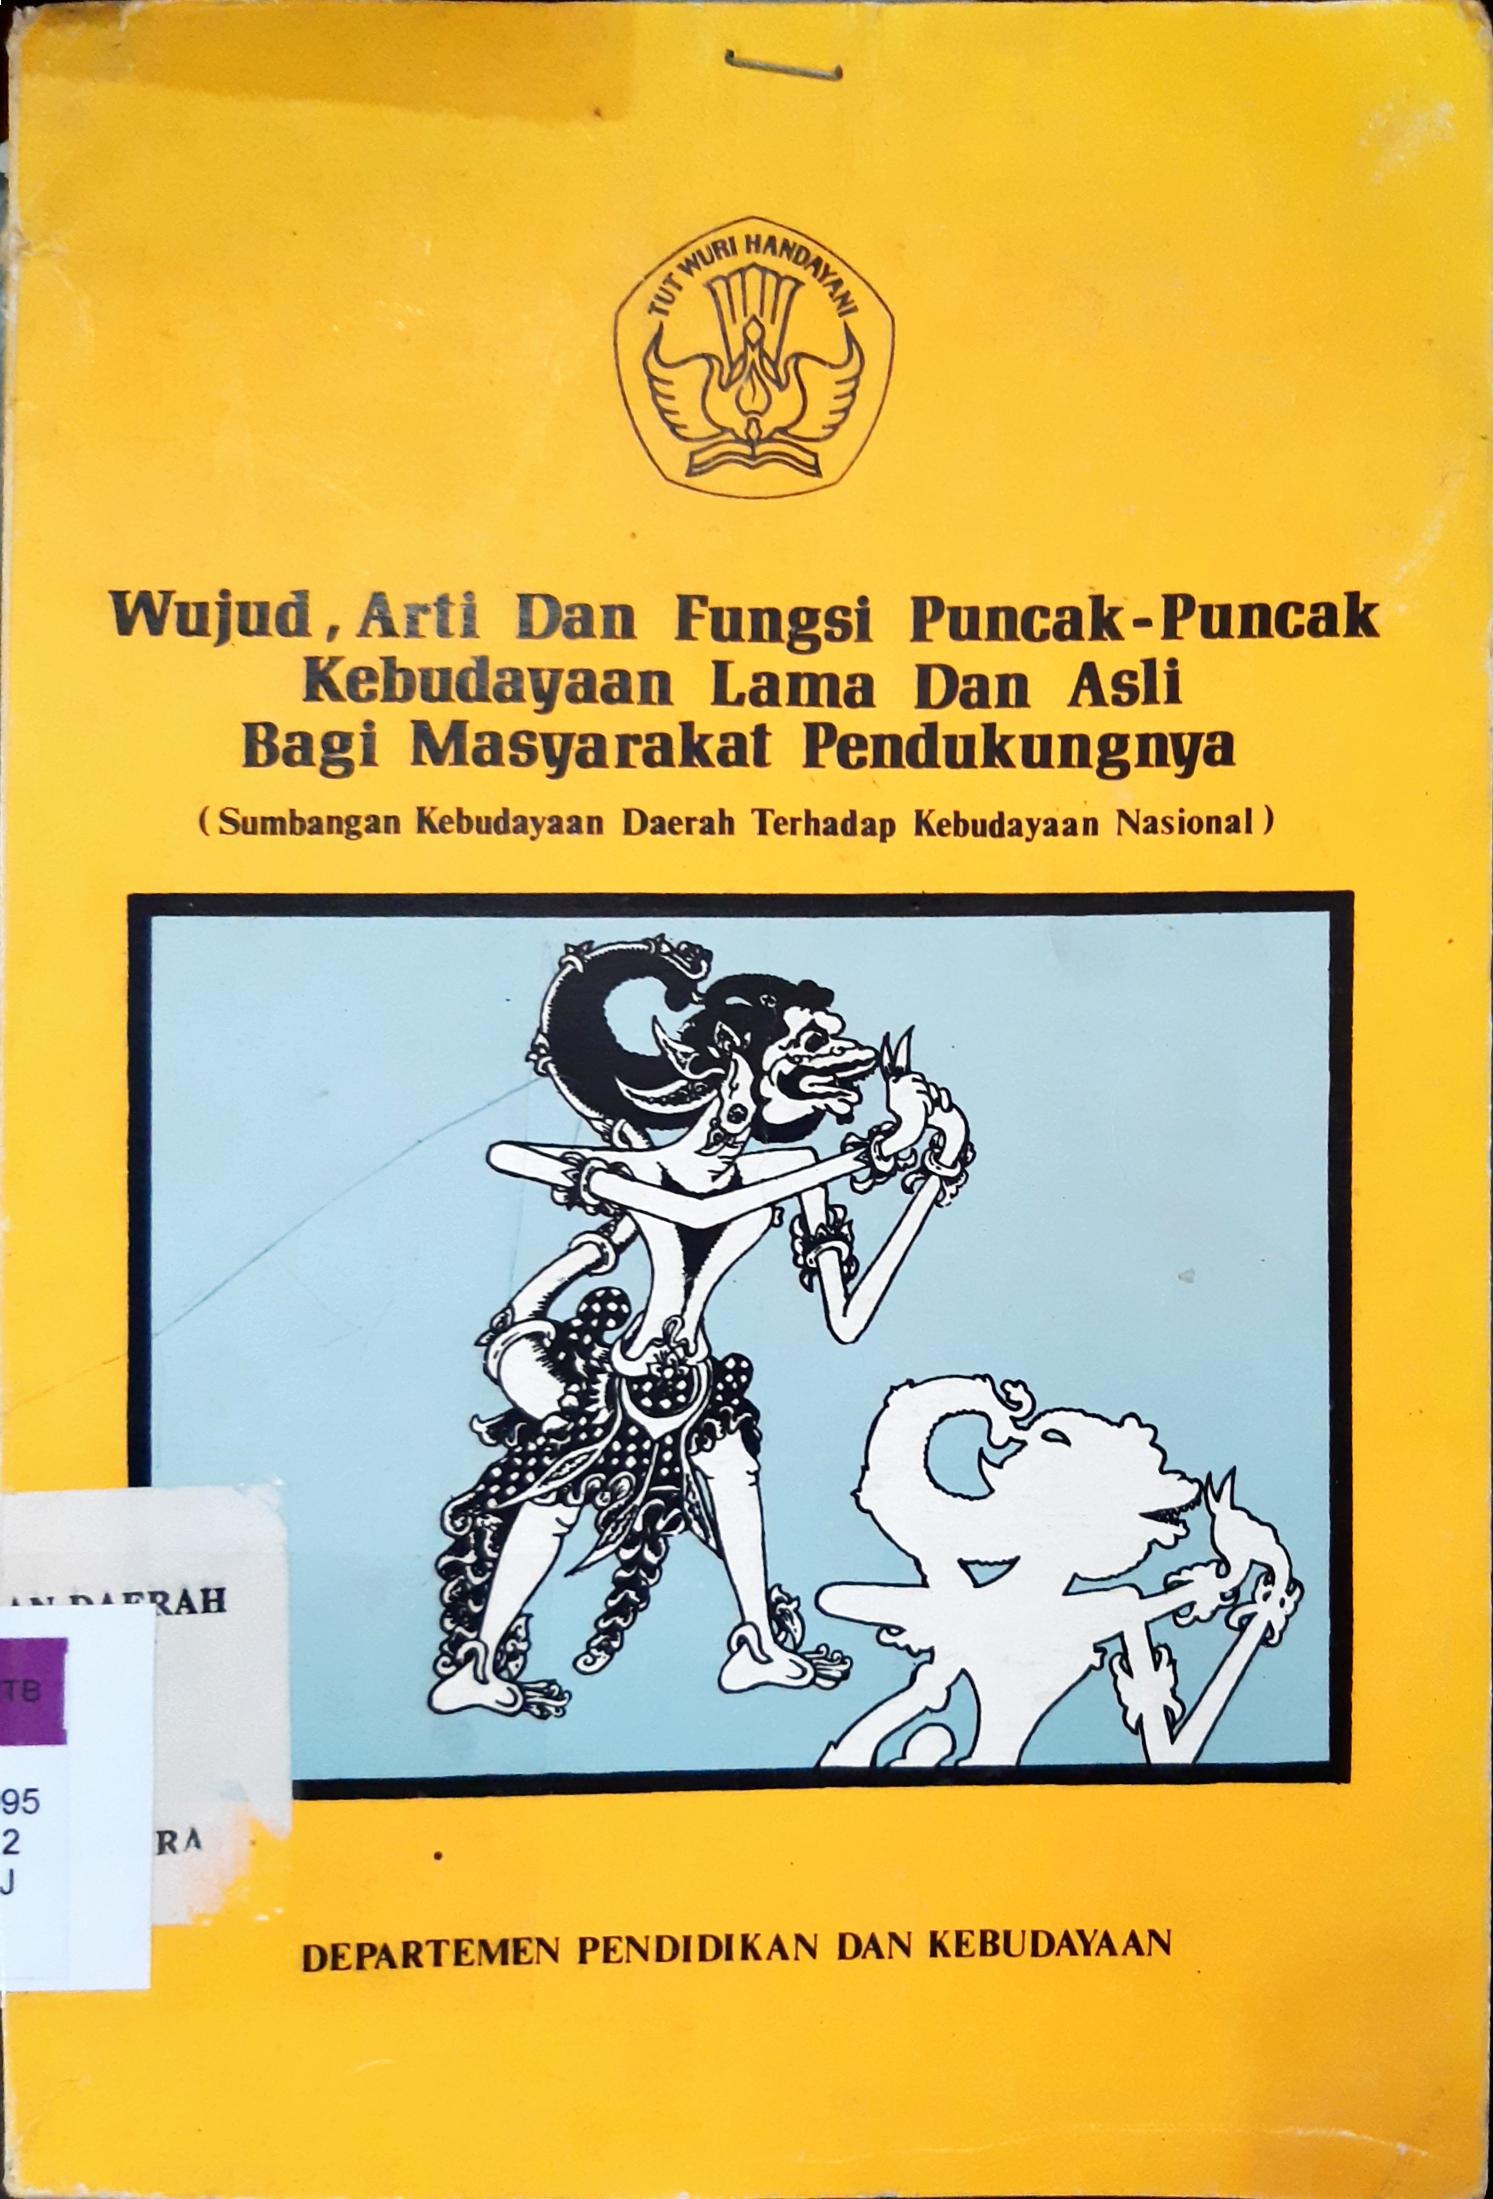 TUT WURI HANDAYANI
Wujud, Arti Dan Fungsi Puncak-Puncak
Kebudayaan Lama Dan Asli
Bagi Masyarakat Pendukungnya
(Sumbangan Kebudayaan Daerah Terhadap Kebudayaan Nasional)
DAERAH
TB
95
2
J
RA
DEPARTEMEN PENDIDIKAN DAN KEBUDAYAAN